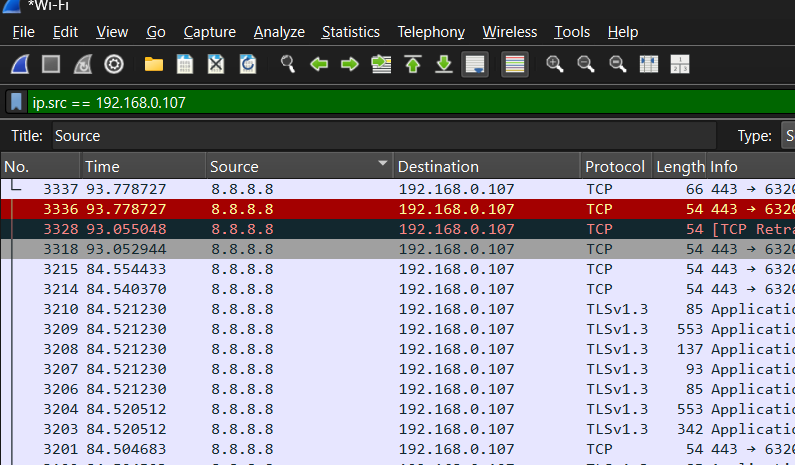 *Wi-Fi
File Edit View Go Capture Analyze Statistics Telephony Wireless Tools Help
ip.src == 192.168.0.107
Title: Source Type: S
No. Time Source Destination Protocol Length Info
3337 93.778727 8.8.8.8 192.168.0.107 TCP 66 443 → 6320
3336 93.778727 8.8.8.8 192.168.0.107 TCP 54 443 → 6320
3328 93.055048 8.8.8.8 192.168.0.107 TCP 54 [TCP Retra
3318 93.052944 8.8.8.8 192.168.0.107 TCP 54 443 → 6320
3215 84.554433 8.8.8.8 192.168.0.107 TCP 54 443 → 6320
3214 84.540370 8.8.8.8 192.168.0.107 TCP 54 443 → 6320
3210 84.521230 8.8.8.8 192.168.0.107 TLSv1.3 85 Applicatio
3209 84.521230 8.8.8.8 192.168.0.107 TLSv1.3 553 Applicatio
3208 84.521230 8.8.8.8 192.168.0.107 TLSv1.3 137 Applicatio
3207 84.521230 8.8.8.8 192.168.0.107 TLSv1.3 93 Applicatio
3206 84.521230 8.8.8.8 192.168.0.107 TLSv1.3 85 Applicatio
3204 84.520512 8.8.8.8 192.168.0.107 TLSv1.3 553 Applicatio
3203 84.520512 8.8.8.8 192.168.0.107 TLSv1.3 342 Applicatio
3201 84.504683 8.8.8.8 192.168.0.107 TCP 54 443 → 6320